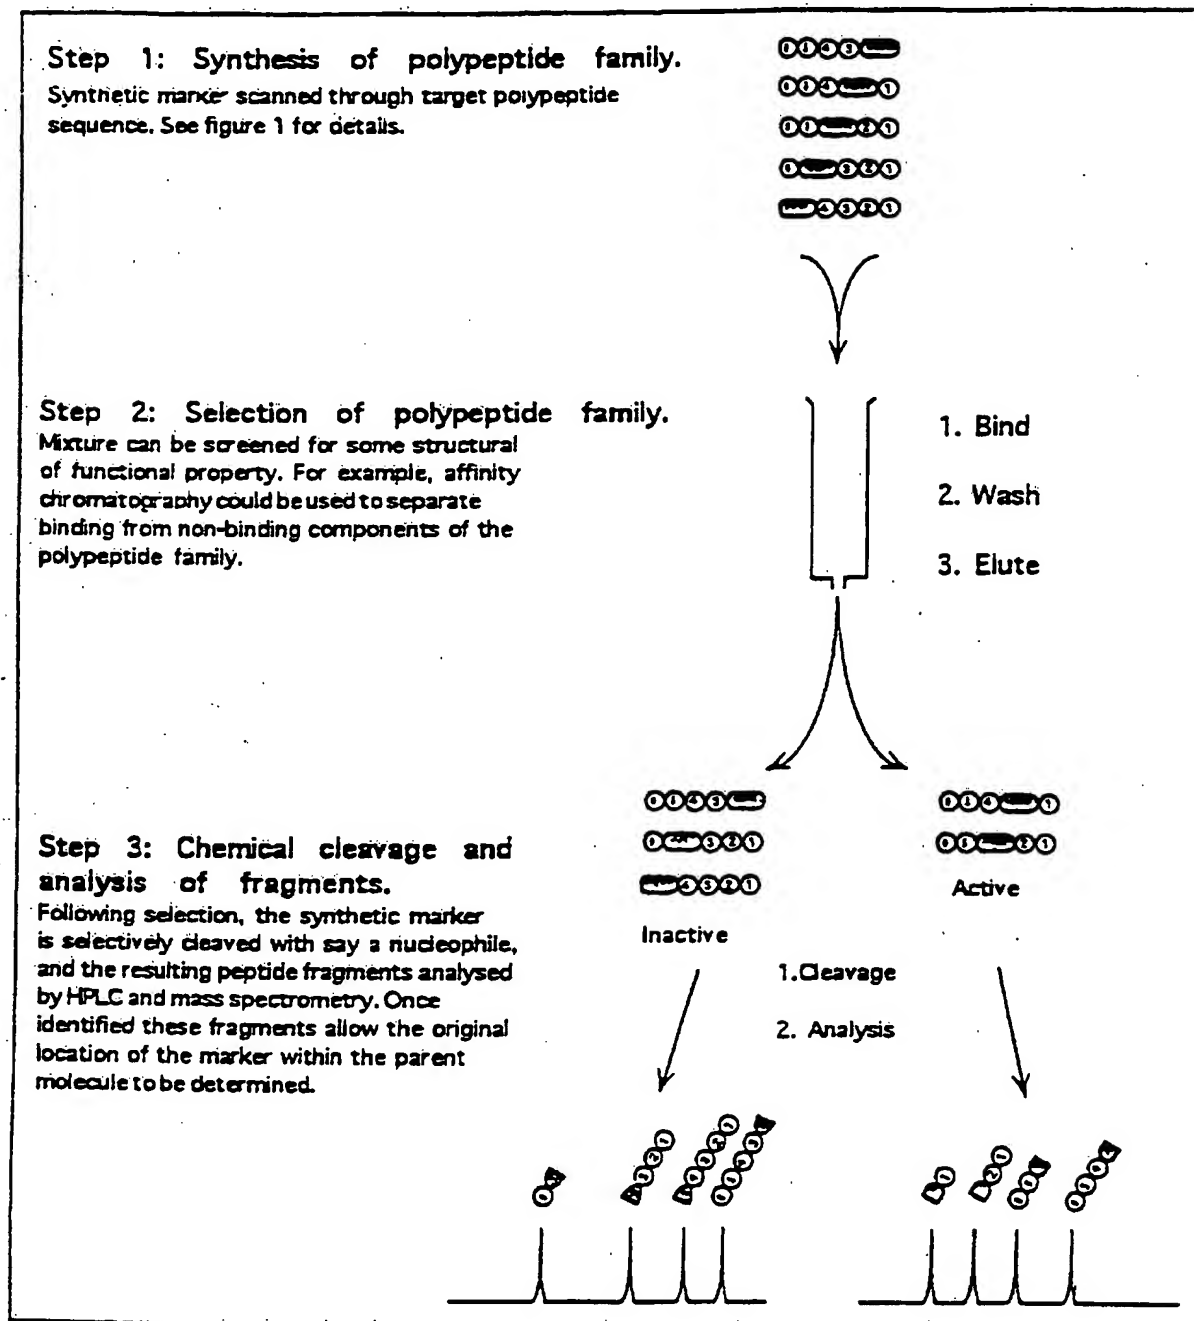 Step 1: Synthesis of polypeptide family.
Synthetic marker scanned through target polypeptide
sequence. See figure 1 for details.
Step 2: Selection of polypeptide family.
Mixture can be screened for some structural
of functional property. For example, affinity
chromatography could be used to separate
binding from non-binding components of the
polypeptide family.
1. Bind
2. Wash
3. Elute
Step 3: Chemical cleavage and
analysis of fragments.
Following selection, the synthetic marker
is selectively cleaved with say a nucleophile,
and the resulting peptide fragments analysed
by HPLC and mass spectrometry. Once
identified these fragments allow the original
location of the marker within the parent
molecule to be determined.
Inactive
Active
1.Cleavage
2. Analysis